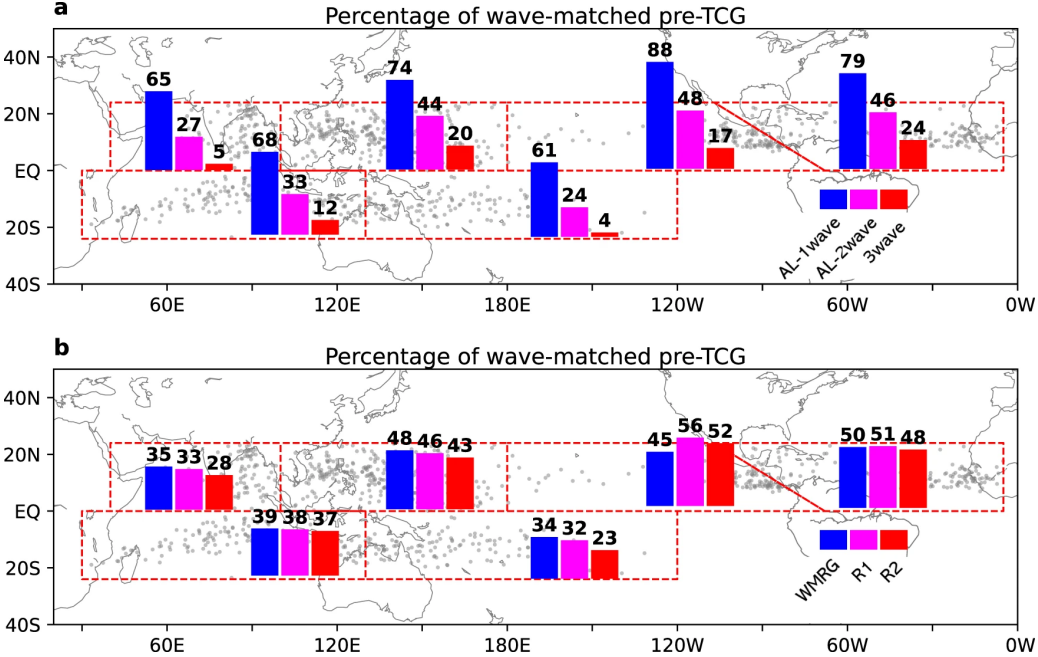 a
Percentage of wave-matched pre-TCG
40N
20N
EQ
20S
40S
65
27
5
68
33
12
74
44
20
61
24
4
88
48
17
79
46
24
AL-1wave
AL-2wave
3wave
60E
120E
180W
120W
60W
0W
b
Percentage of wave-matched pre-TCG
40N
20N
EQ
20S
40S
35
33
28
39
38
37
48
46
43
34
32
23
45
56
52
50
51
48
WMRG
R1
R2
60E
120E
180W
120W
60W
0W